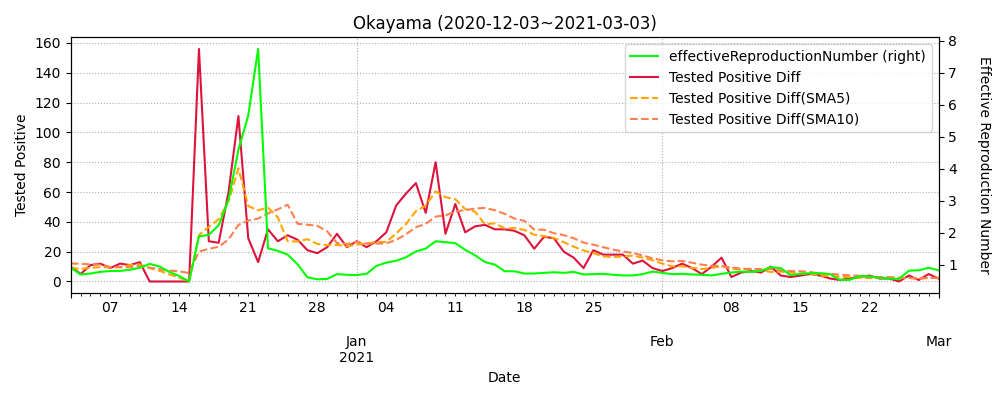 Okayama (2020-12-03~2021-03-03)
160
140
120
100
80
60
40
20
0
Tested Positive
effectiveReproductionNumber (right)
Tested Positive Diff
Tested Positive Diff(SMA5)
Tested Positive Diff(SMA10)
8
7
6
5
4
3
2
1
Effective Reproduction Number
07 14 21 28 04 11 18 25 08 15 22
Jan Feb Mar
2021
Date